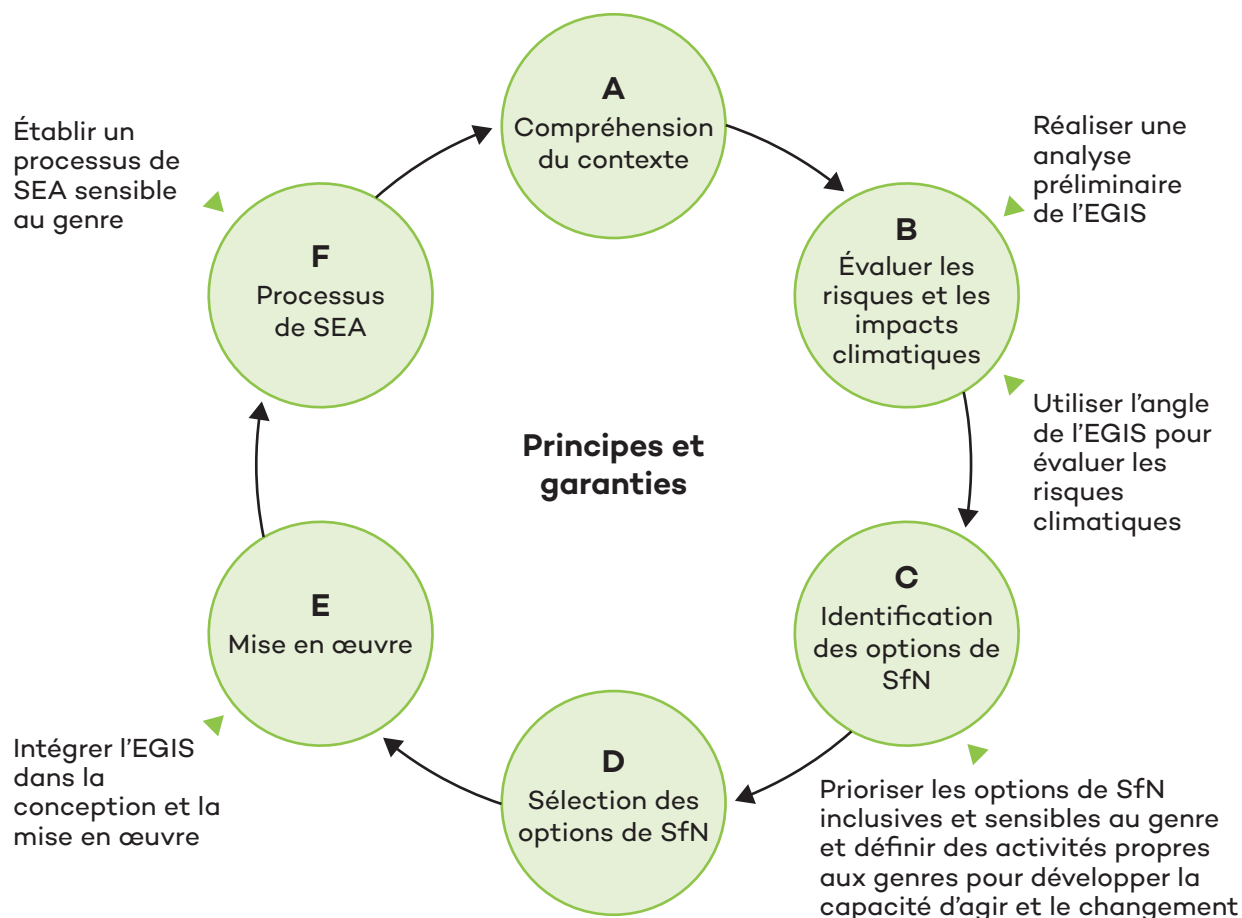 A
Compréhension
du contexte
Établir un
processus de
SEA sensible
au genre
Réaliser une
analyse
préliminaire
de l'EGIS
B
Évaluer les
risques et les
impacts
climatiques
F
Processus
de SEA
Utiliser l'angle
de l'EGIS pour
évaluer les
risques
climatiques
Principes et
garanties
C
Identification
des options de
SfN
E
Mise en œuvre
D
Sélection des
options de SfN
Intégrer l'EGIS
dans la
conception et la
mise en œuvre
Prioriser les options de SfN
inclusives et sensibles au genre
et définir des activités propres
aux genres pour développer la
capacité d'agir et le changement